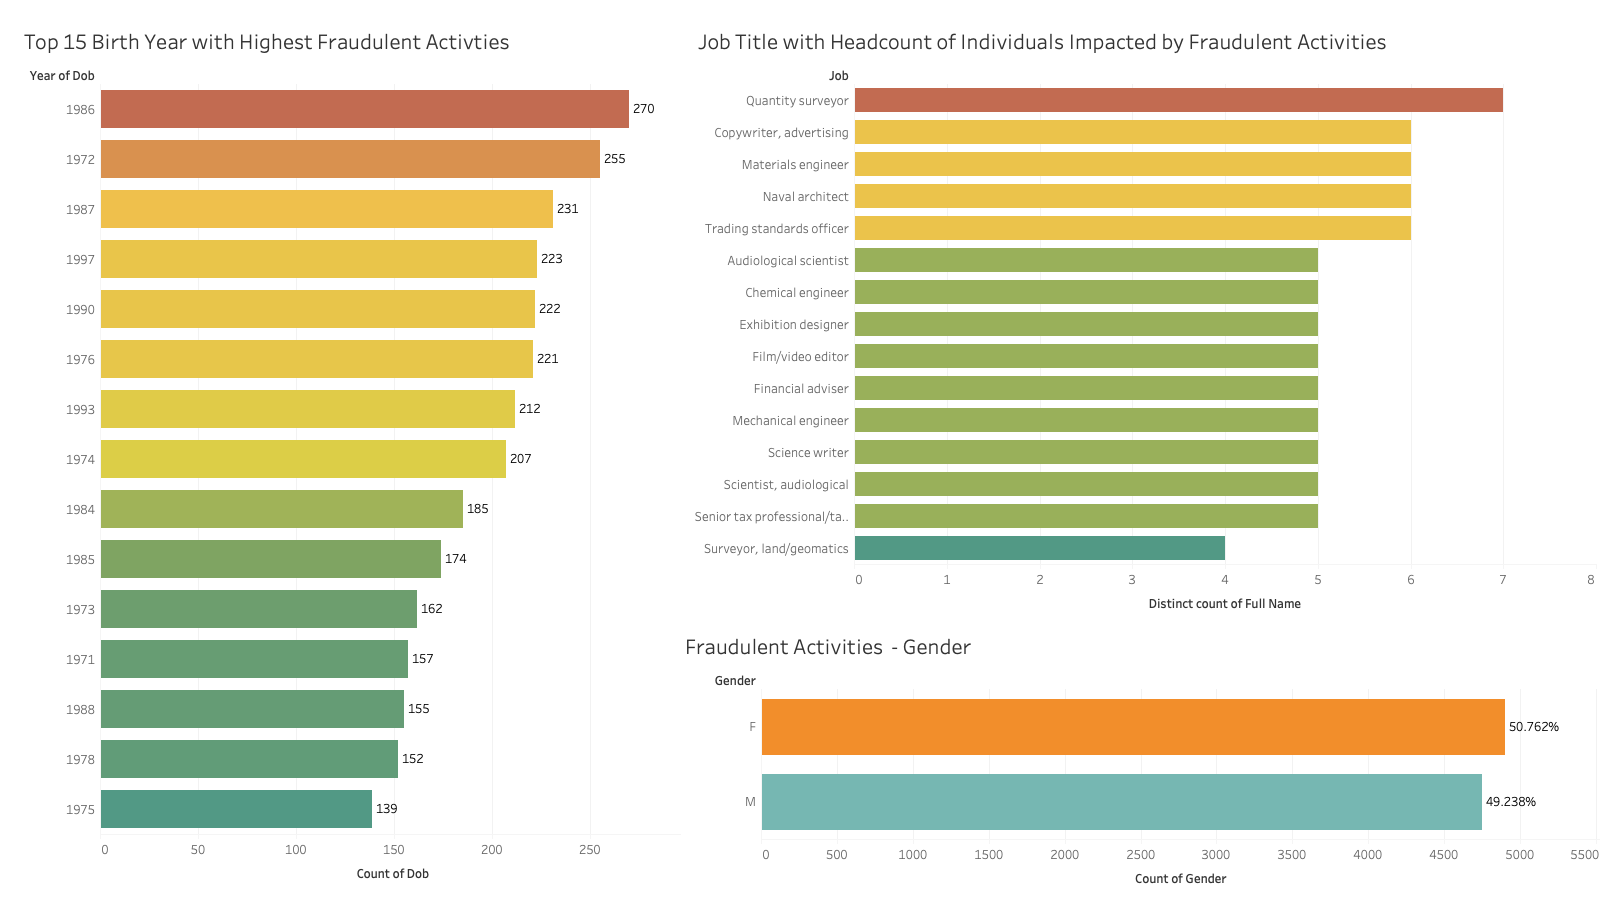 Top 15 Birth Year with Highest Fraudulent Activties
Year of Dob
1986 270
1972 255
1987 231
1997 223
1990 222
1976 221
1993 212
1974 207
1984 185
1985 174
1973 162
1971 157
1988 155
1978 152
1975 139
0 50 100 150 200 250
Count of Dob
Job Title with Headcount of Individuals Impacted by Fraudulent Activities
Job
Quantity surveyor
Copywriter, advertising
Materials engineer
Naval architect
Trading standards officer
Audiological scientist
Chemical engineer
Exhibition designer
Film/video editor
Financial adviser
Mechanical engineer
Science writer
Scientist, audiological
Senior tax professional/ta..
Surveyor, land/geomatics
0 1 2 3 4 5 6 7 8
Distinct count of Full Name
Fraudulent Activities - Gender
Gender
F 50.762%
M 49.238%
0 500 1000 1500 2000 2500 3000 3500 4000 4500 5000 5500
Count of Gender